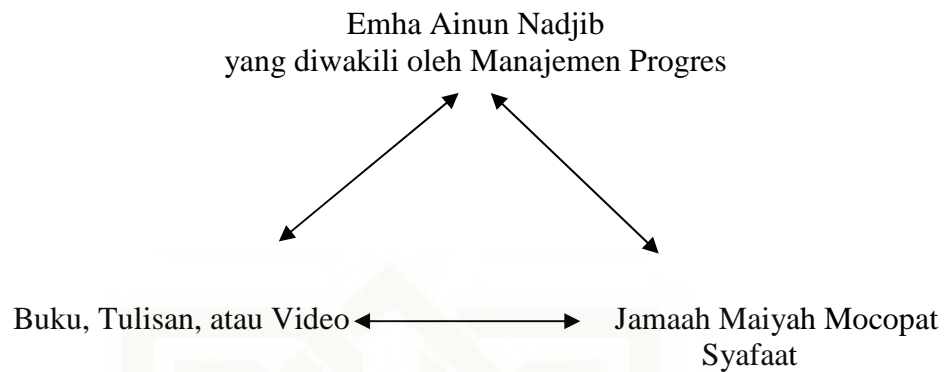 Emha Ainun Nadjib
yang diwakili oleh Manajemen Progres
Buku, Tulisan, atau Video
Jamaah Maiyah Mocopat
Syafaat